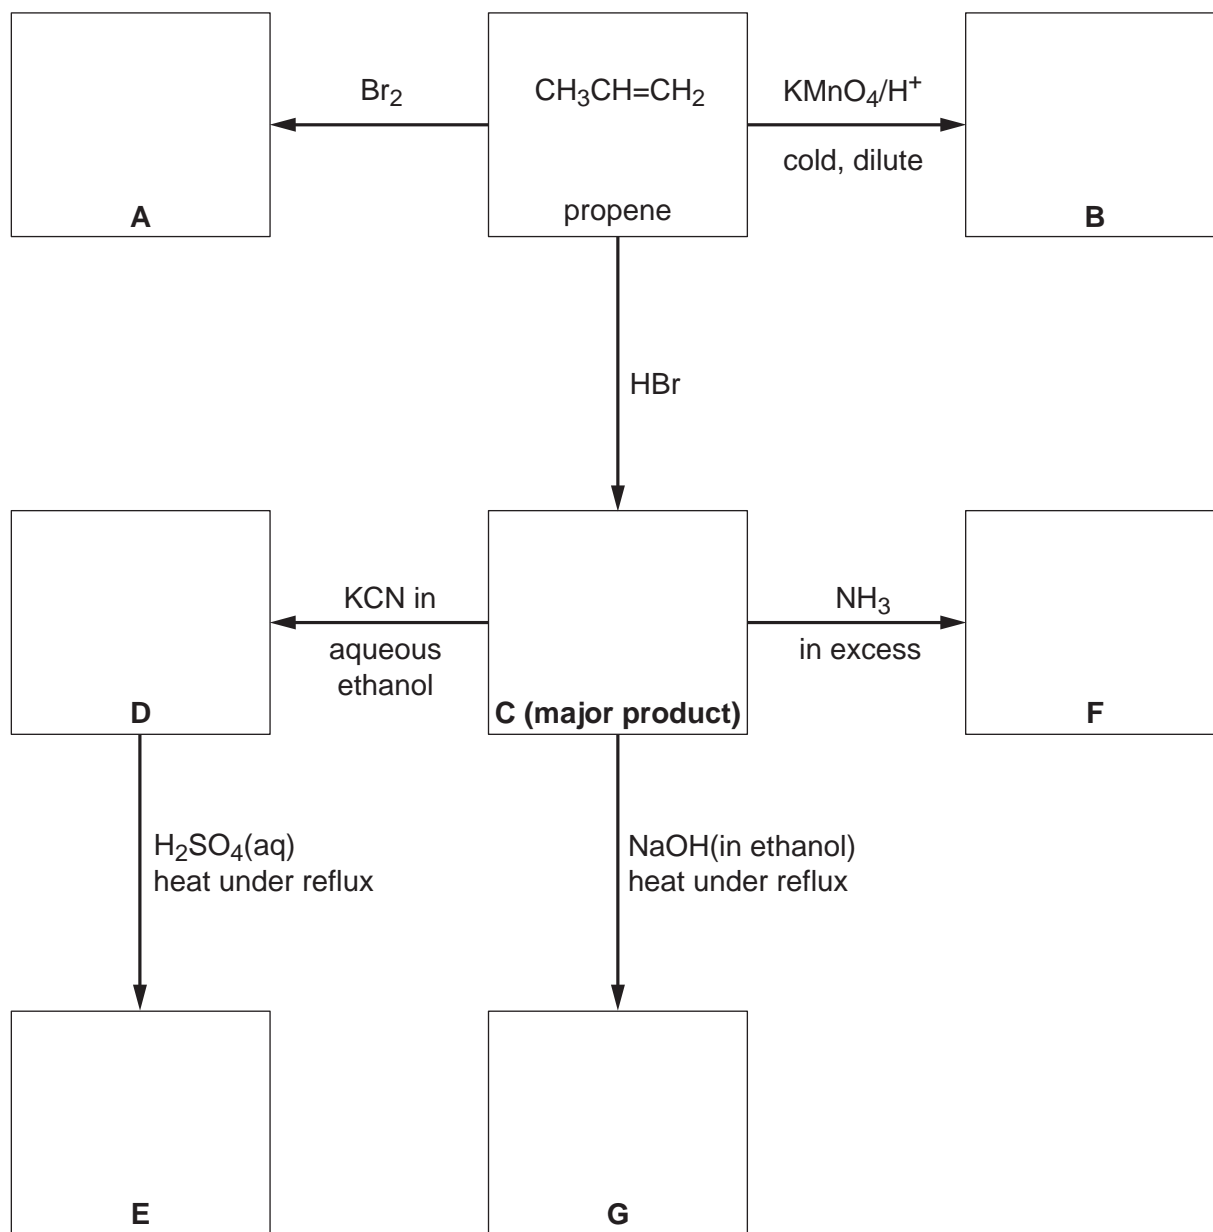 Br₂
CH₃CH=CH₂
KMnO₄/H⁺
cold, dilute
A
propene
B
HBr
KCN in
aqueous
ethanol
NH₃
in excess
D
C (major product)
F
H₂SO₄(aq)
heat under reflux
NaOH(in ethanol)
heat under reflux
E
G